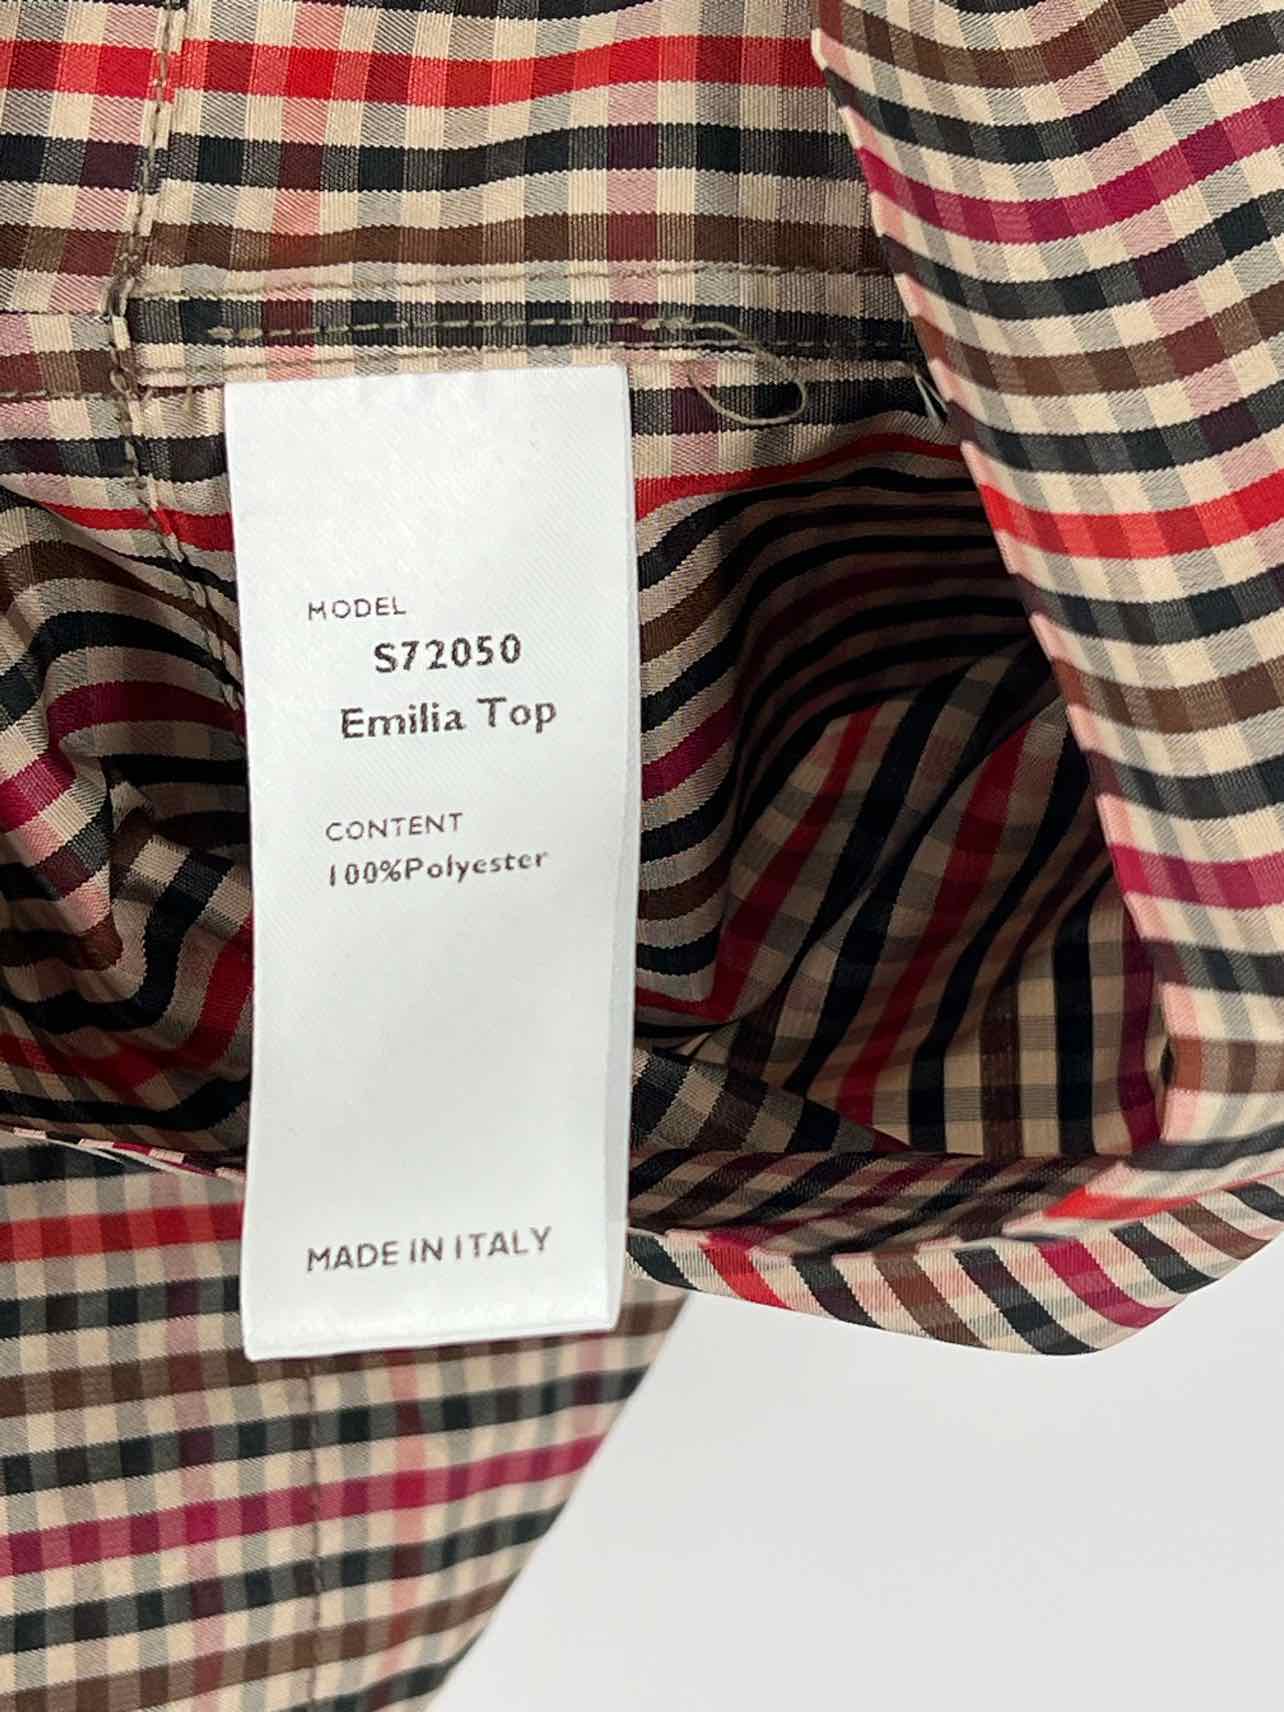 MODEL
S72050
Emilia Top
CONTENT
100%Polyester
MADE IN ITALY